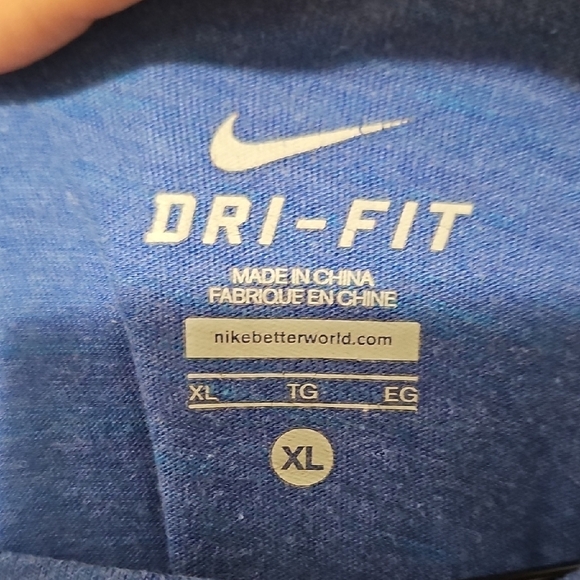 DRI-FIT
MADE IN CHINA
FABRIQUE EN CHINE
nikebetterworld.com
XL TG EG
XL